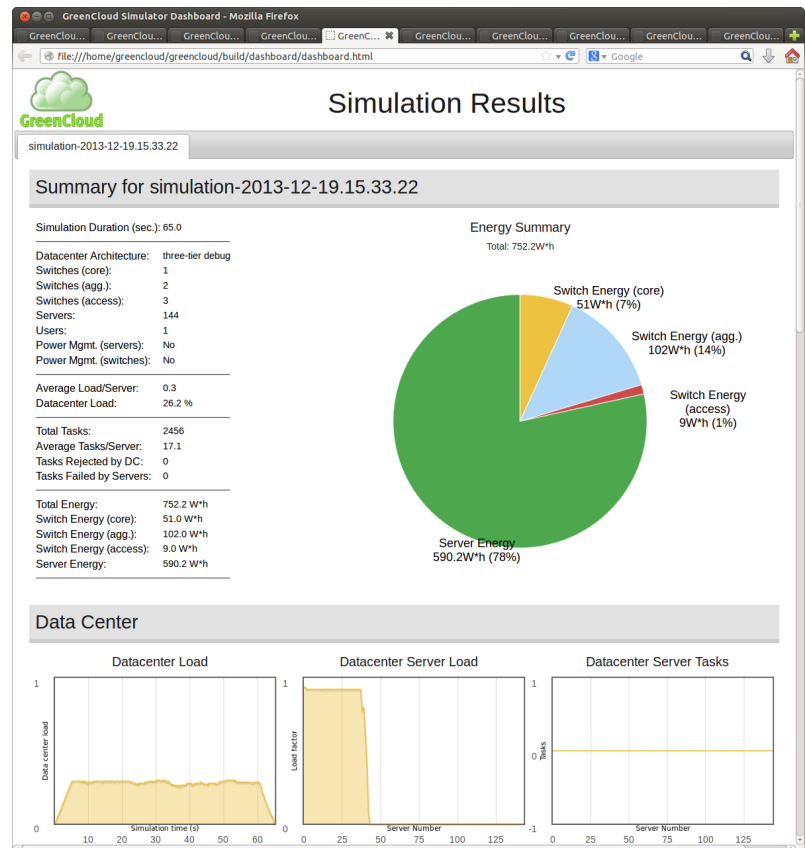 GreenCloud Simulator Dashboard - Mozilla Firefox
GreenClou... GreenClou... GreenClou... GreenClou... GreenC... GreenClou... GreenClou... GreenClou... GreenClou... GreenClou...
file:///home/greencloud/greencloud/build/dashboard/dashboard.html Google
GreenCloud
Simulation Results
simulation-2013-12-19.15.33.22
Summary for simulation-2013-12-19.15.33.22
Simulation Duration (sec.): 65.0
Datacenter Architecture: three-tier debug
Switches (core): 1
Switches (agg.): 2
Switches (access): 3
Servers: 144
Users: 1
Power Mgmt. (servers): No
Power Mgmt. (switches): No
Average Load/Server: 0.3
Datacenter Load: 26.2 %
Total Tasks: 2456
Average Tasks/Server: 17.1
Tasks Rejected by DC: 0
Tasks Failed by Servers: 0
Total Energy: 752.2 W*h
Switch Energy (core): 51.0 W*h
Switch Energy (agg.): 102.0 W*h
Switch Energy (access): 9.0 W*h
Server Energy: 590.2 W*h
Energy Summary
Total: 752.2W*h
Switch Energy (core)
51W*h (7%)
Switch Energy (agg.)
102W*h (14%)
Switch Energy
(access)
9W*h (1%)
Server Energy
590.2W*h (78%)
Data Center
Datacenter Load
1
Data center load
0
Simulation time (s)
10 20 30 40 50 60
Datacenter Server Load
1
Load factor
0
Server Number
0 25 50 75 100 125
Datacenter Server Tasks
1
0
Tasks
-1
Server Number
0 25 50 75 100 125